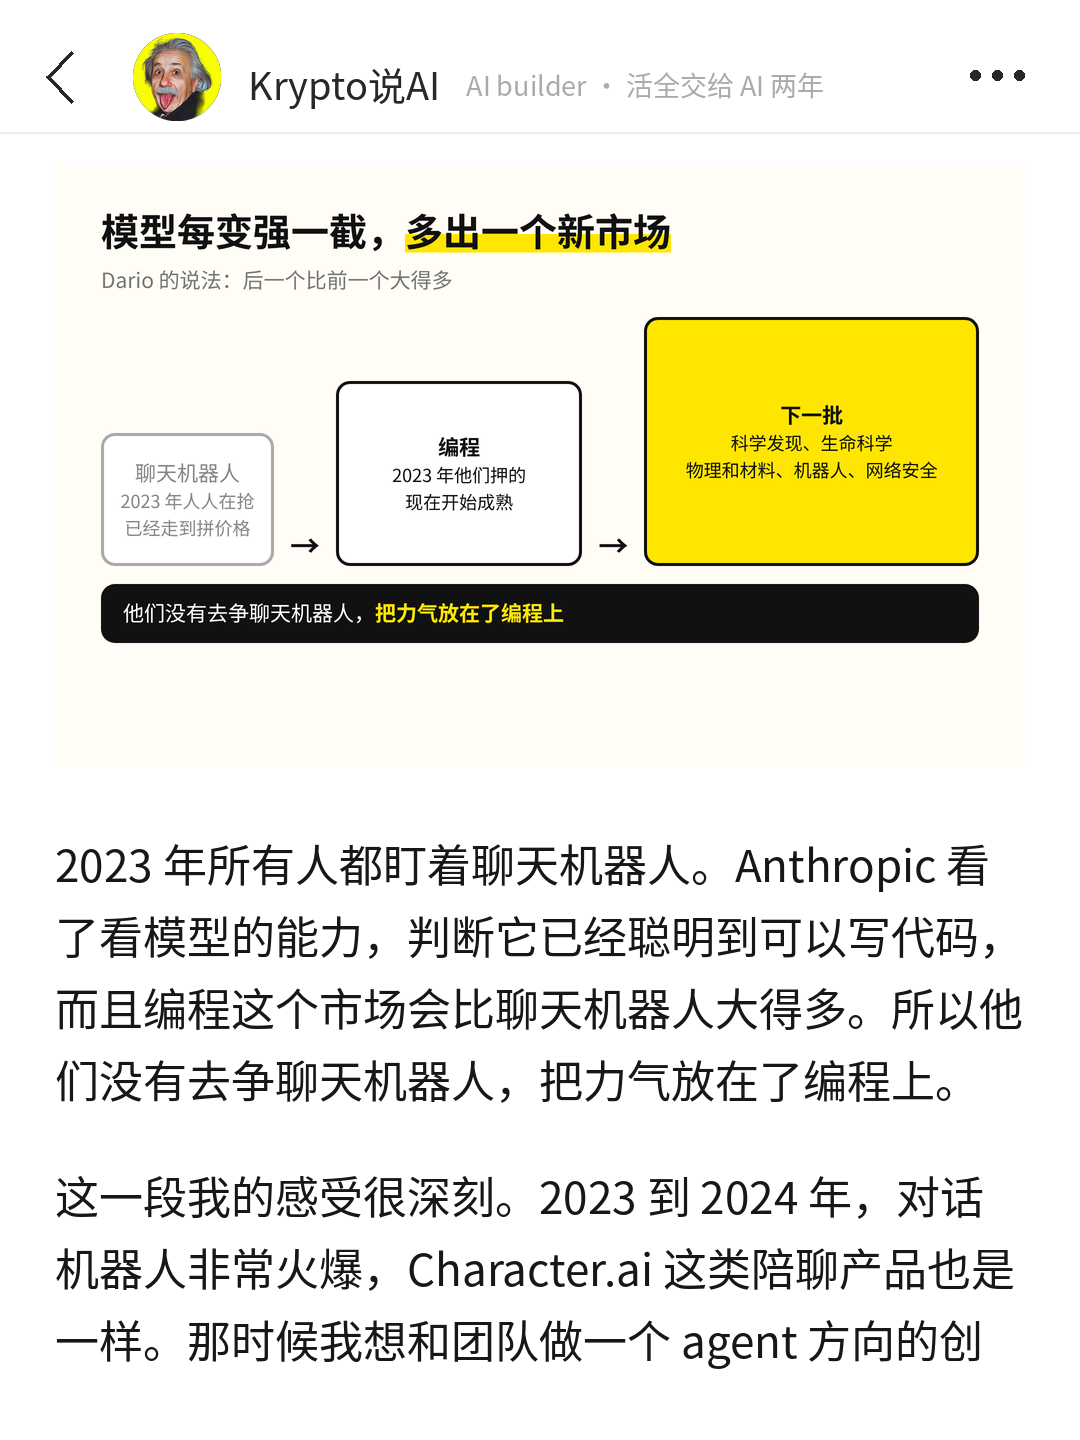 Krypto说AI AI builder · 活全交给 AI 两年
模型每变强一截，多出一个新市场
Dario 的说法：后一个比前一个大得多
聊天机器人
2023 年人人在抢
已经走到拼价格
→
编程
2023 年他们押的
现在开始成熟
→
下一批
科学发现、生命科学
物理和材料、机器人、网络安全
他们没有去争聊天机器人，把力气放在了编程上
2023 年所有人都盯着聊天机器人。Anthropic 看
了看模型的能力，判断它已经聪明到可以写代码，
而且编程这个市场会比聊天机器人大得多。所以他
们没有去争聊天机器人，把力气放在了编程上。
这一段我的感受很深刻。2023 到 2024 年，对话
机器人非常火爆，Character.ai 这类陪聊产品也是
一样。那时候我想和团队做一个 agent 方向的创